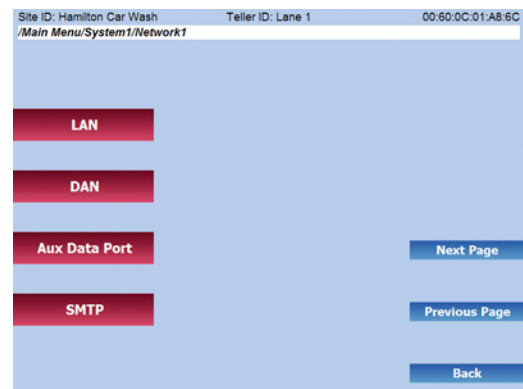 Site ID: Hamilton Car Wash Teller ID: Lane 1 00:60:0C:01:A8:6C
/Main Menu/System1/Network1
LAN
DAN
Aux Data Port
Next Page
SMTP
Previous Page
Back